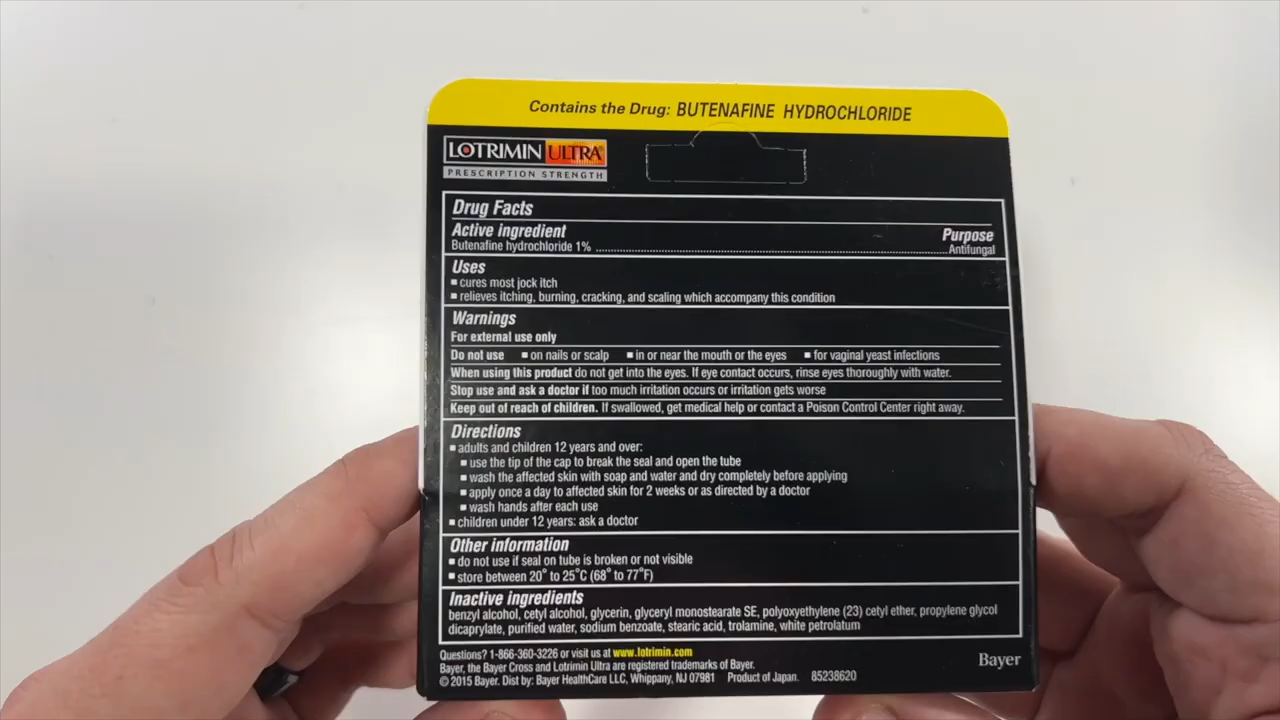 Contains the Drug: BUTENAFINE HYDROCHLORIDE
LOTRIMIN ULTRA®
PRESCRIPTION STRENGTH
Drug Facts
Active ingredient Purpose
Butenafine hydrochloride 1% ........ Antifungal
Uses
▪ cures most jock itch
▪ relieves itching, burning, cracking, and scaling which accompany this condition
Warnings
For external use only
Do not use ▪ on nails or scalp ▪ in or near the mouth or the eyes ▪ for vaginal yeast infections
When using this product do not get into the eyes. If eye contact occurs, rinse eyes thoroughly with water.
Stop use and ask a doctor if too much irritation occurs or irritation gets worse
Keep out of reach of children. If swallowed, get medical help or contact a Poison Control Center right away.
Directions
▪ adults and children 12 years and over:
▪ use the tip of the cap to break the seal and open the tube
▪ wash the affected skin with soap and water and dry completely before applying
▪ apply once a day to affected skin for 2 weeks or as directed by a doctor
▪ wash hands after each use
▪ children under 12 years: ask a doctor
Other information
▪ do not use if seal on tube is broken or not visible
▪ store between 20° to 25°C (68° to 77°F)
Inactive ingredients
benzyl alcohol, cetyl alcohol, glycerin, glyceryl monostearate SE, polyoxyethylene (23) cetyl ether, propylene glycol
dicaprylate, purified water, sodium benzoate, stearic acid, trolamine, white petrolatum
Questions? 1-866-360-3226 or visit us at www.lotrimin.com
Bayer, the Bayer Cross and Lotrimin Ultra are registered trademarks of Bayer.
© 2015 Bayer. Dist by: Bayer HealthCare LLC, Whippany, NJ 07981 Product of Japan. 85238620
Bayer